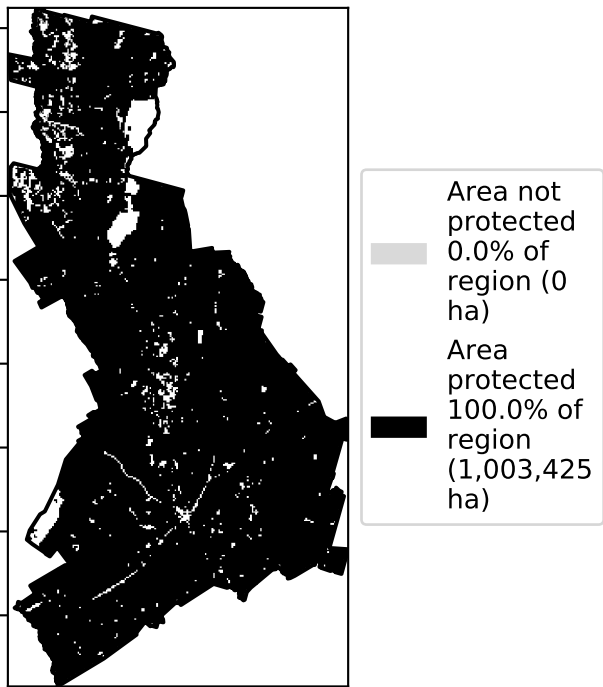 Area not
protected
0.0% of
region (0
ha)
Area
protected
100.0% of
region
(1,003,425
ha)